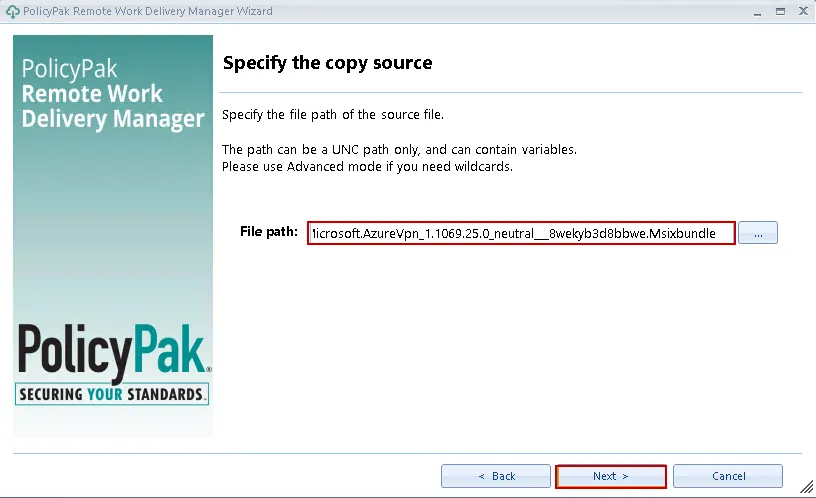 PolicyPak Remote Work Delivery Manager Wizard
PolicyPak
Remote Work
Delivery Manager
Specify the copy source
Specify the file path of the source file.
The path can be a UNC path only, and can contain variables.
Please use Advanced mode if you need wildcards.
File path:
Microsoft.AzureVpn_1.1069.25.0_neutral__8wekyb3d8bbwe.Msixbundle
...
PolicyPak®
SECURING YOUR STANDARDS.
< Back
Next >
Cancel